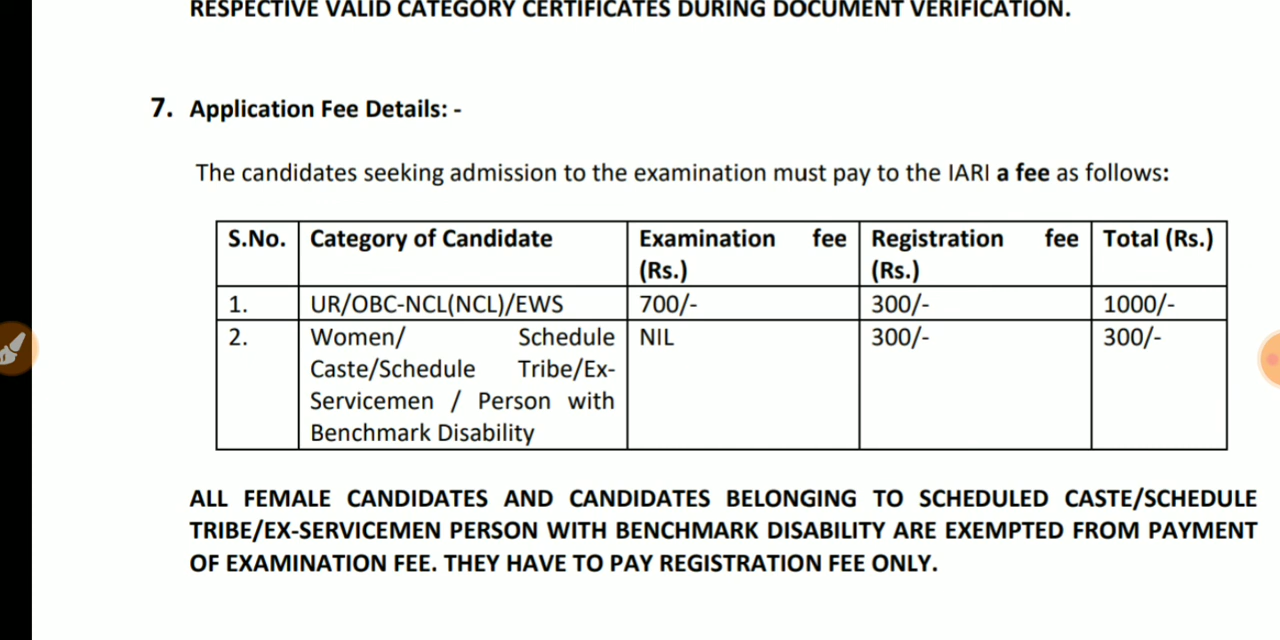 RESPECTIVE VALID CATEGORY CERTIFICATES DURING DOCUMENT VERIFICATION.
7. Application Fee Details: -
The candidates seeking admission to the examination must pay to the IARI a fee as follows:
S.No. Category of Candidate Examination fee (Rs.) Registration fee (Rs.) Total (Rs.)
1. UR/OBC-NCL(NCL)/EWS 700/- 300/- 1000/-
2. Women/ Schedule NIL 300/- 300/-
Caste/Schedule Tribe/Ex-
Servicemen / Person with
Benchmark Disability
ALL FEMALE CANDIDATES AND CANDIDATES BELONGING TO SCHEDULED CASTE/SCHEDULE
TRIBE/EX-SERVICEMEN PERSON WITH BENCHMARK DISABILITY ARE EXEMPTED FROM PAYMENT
OF EXAMINATION FEE. THEY HAVE TO PAY REGISTRATION FEE ONLY.